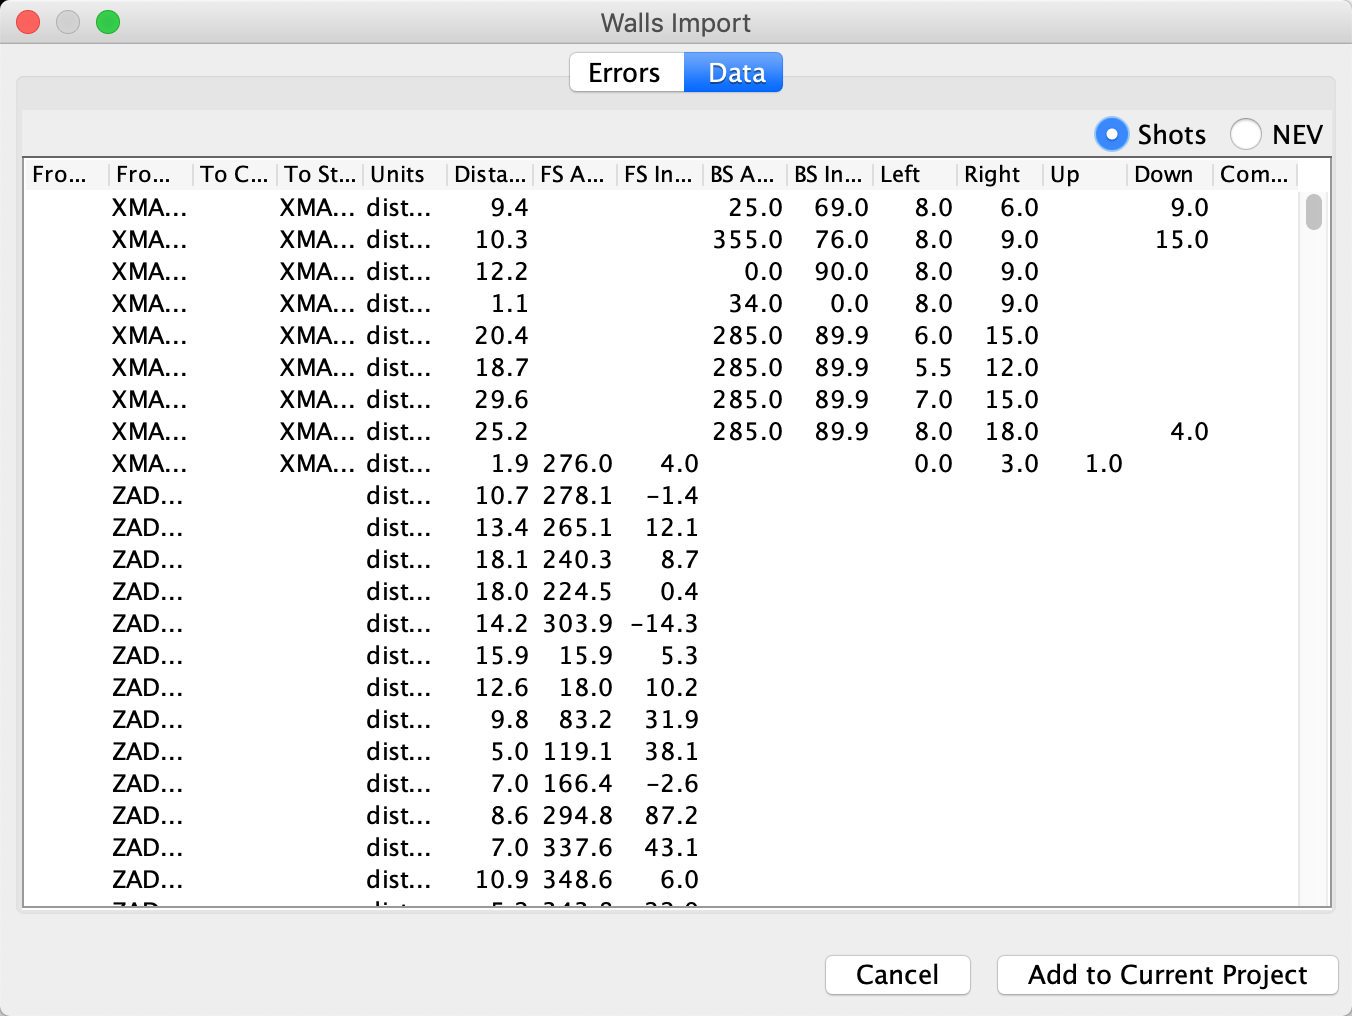 Walls Import
Errors Data
Shots NEV
Fro... Fro... To C... To St... Units Dista... FS A... FS In... BS A... BS In... Left Right Up Down Com...
XMA... XMA... dist... 9.4 25.0 69.0 8.0 6.0 9.0
XMA... XMA... dist... 10.3 355.0 76.0 8.0 9.0 15.0
XMA... XMA... dist... 12.2 0.0 90.0 8.0 9.0
XMA... XMA... dist... 1.1 34.0 0.0 8.0 9.0
XMA... XMA... dist... 20.4 285.0 89.9 6.0 15.0
XMA... XMA... dist... 18.7 285.0 89.9 5.5 12.0
XMA... XMA... dist... 29.6 285.0 89.9 7.0 15.0
XMA... XMA... dist... 25.2 285.0 89.9 8.0 18.0 4.0
XMA... XMA... dist... 1.9 276.0 4.0 0.0 3.0 1.0
ZAD... dist... 10.7 278.1 -1.4
ZAD... dist... 13.4 265.1 12.1
ZAD... dist... 18.1 240.3 8.7
ZAD... dist... 18.0 224.5 0.4
ZAD... dist... 14.2 303.9 -14.3
ZAD... dist... 15.9 15.9 5.3
ZAD... dist... 12.6 18.0 10.2
ZAD... dist... 9.8 83.2 31.9
ZAD... dist... 5.0 119.1 38.1
ZAD... dist... 7.0 166.4 -2.6
ZAD... dist... 8.6 294.8 87.2
ZAD... dist... 7.0 337.6 43.1
ZAD... dist... 10.9 348.6 6.0
Cancel Add to Current Project